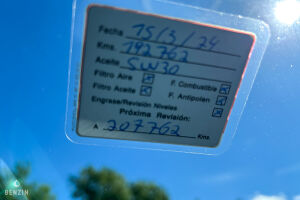 Fecha 15/3/24
Kms. 192762
Aceite 5W30
Filtro Aire ☒ F. Combustible ☒
Filtro Aceite ☒ F. Antipolen ☒
Engrase/Revisión Niveles ☒
Próxima Revisión:
A 207762 Kms.
BENZIN